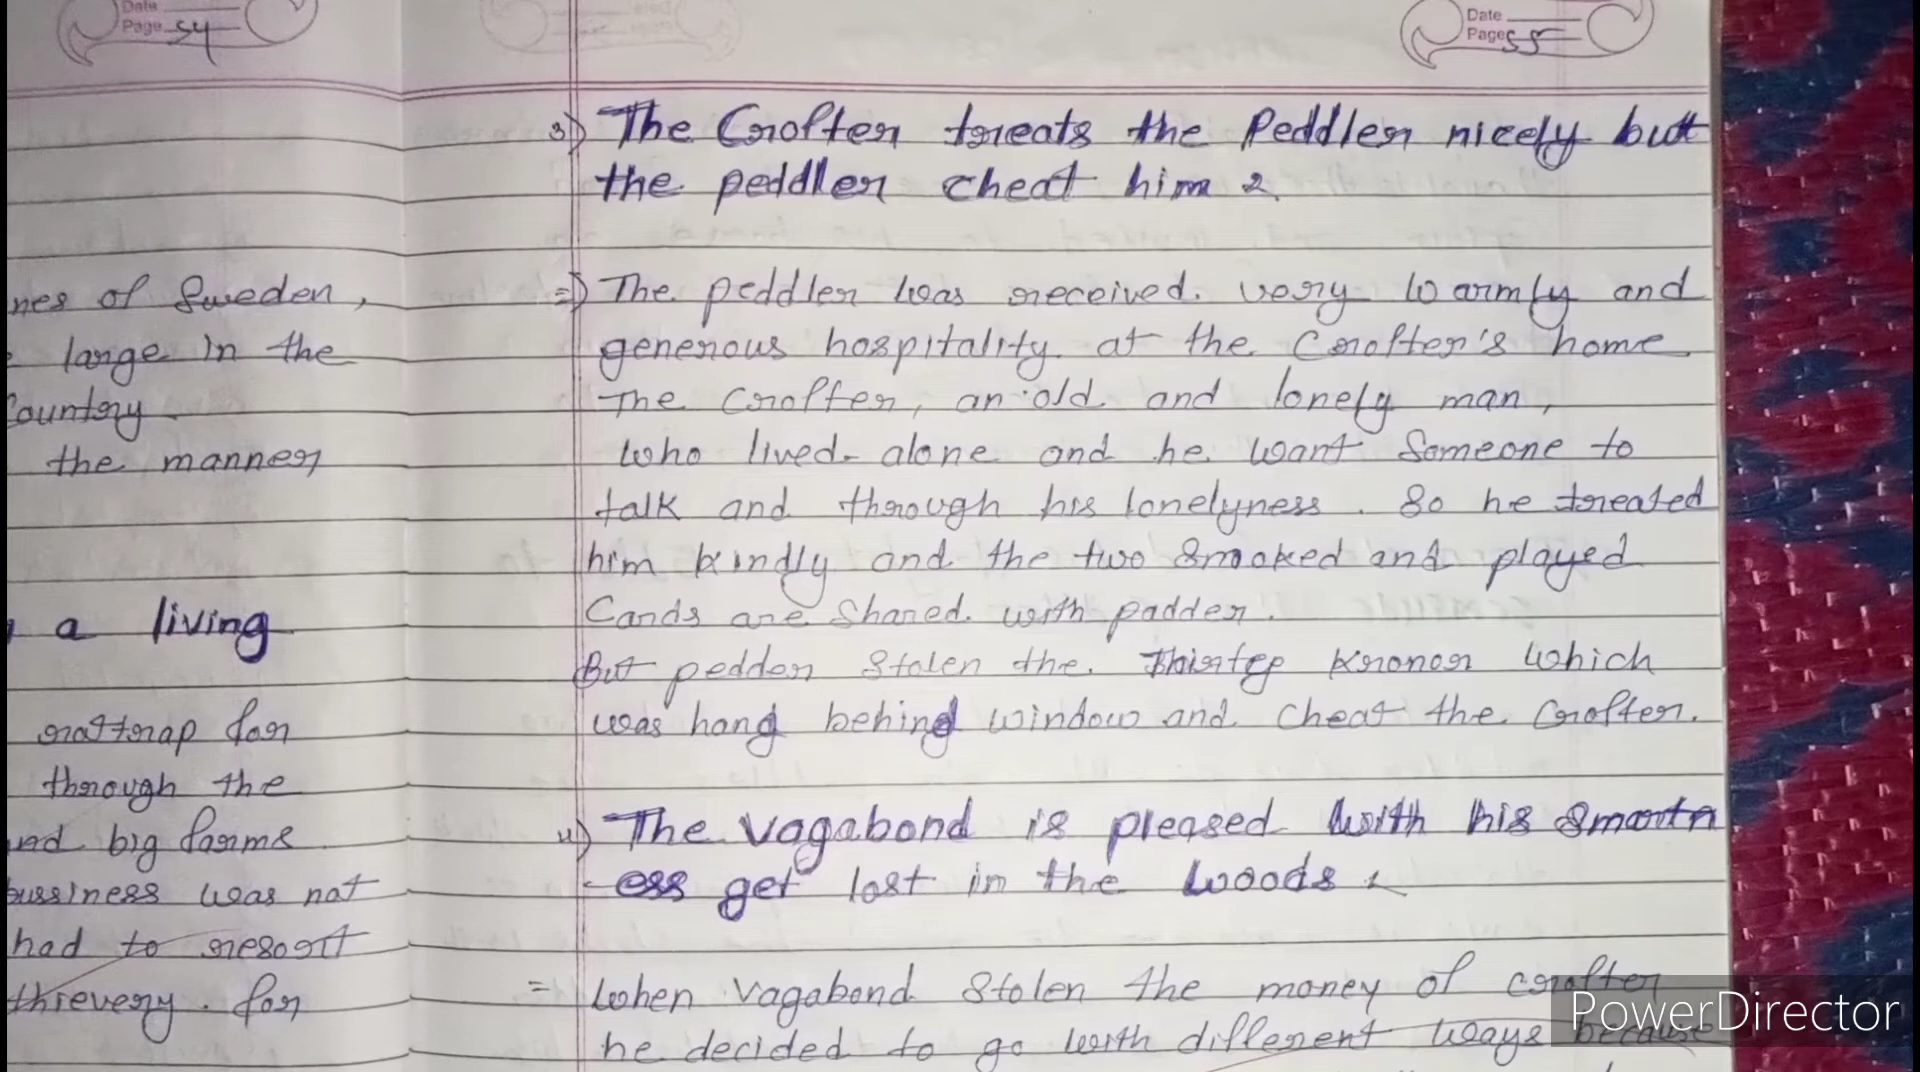 Date
Page 54
nes of Sweden,
large in the
Country.
the manner
a living
rattrap for
through the
big farms
bussiness was not
had to resort
thievery. for
Date
Page 55
3) The Crofter treats the Peddler nicely but
the peddler cheat him 2
=) The peddler was received. very warmly and
generous hospitality at the Crofter's home.
The Crofter, an old and lonely man,
who lived alone and he want Someone to
talk and through his lonelyness. So he treated
him kindly and the two Smoked and played
Cards are Shared. with padder.
But pedder Stolen the. Kronor which
was hang behind window and cheat the Crofter.
4) The vagabond is pleased with his Smartn
ess get lost in the woods
= When vagabond Stolen the money of crofter
he decided to go with different ways because
PowerDirector